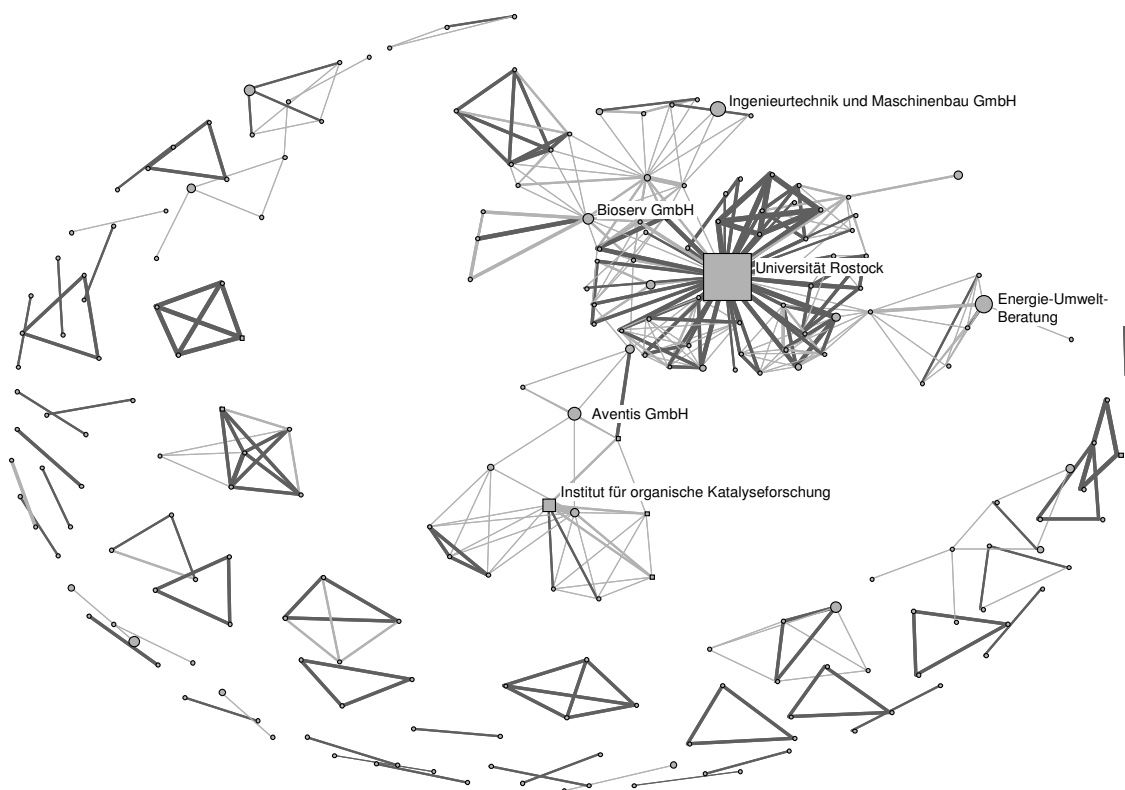 Ingenieurtechnik und Maschinenbau GmbH
Bioserv GmbH
Universität Rostock
Energie-Umwelt-
Beratung
Aventis GmbH
Institut für organische Katalyseforschung